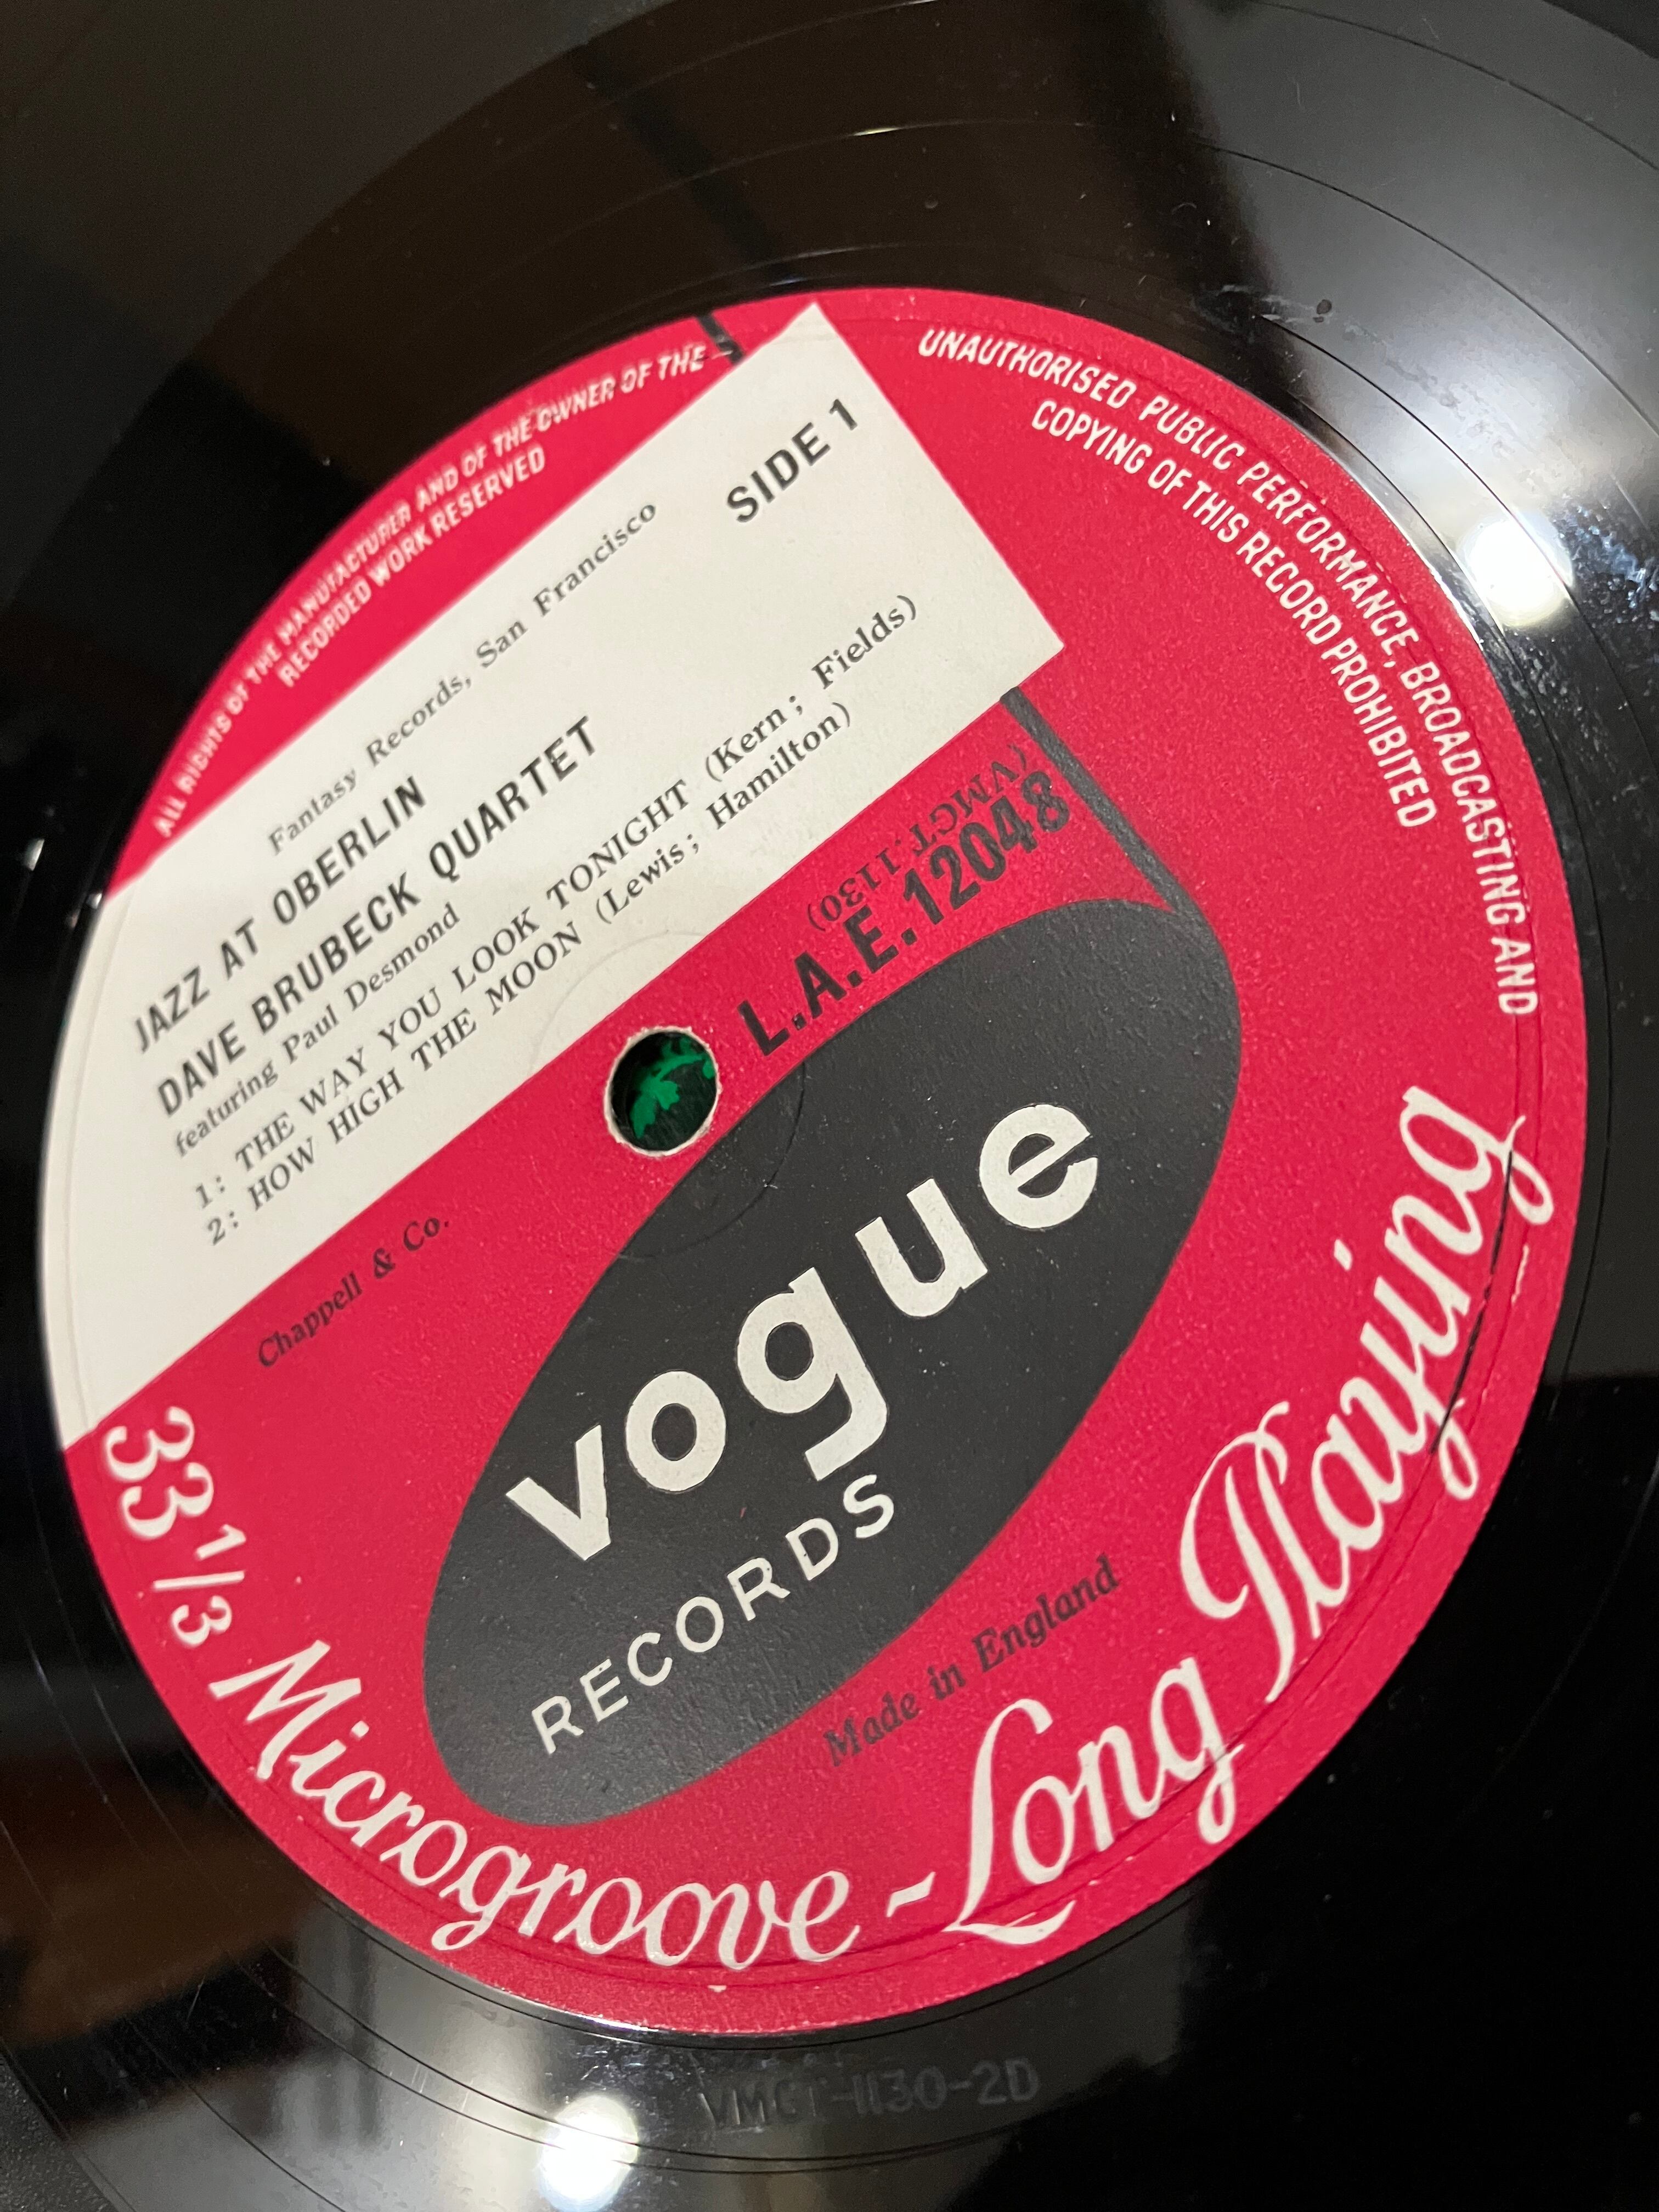 ALL RIGHTS OF THE MANUFACTURER AND OF THE OWNER OF THE
RECORDED WORK RESERVED
UNAUTHORISED PUBLIC PERFORMANCE, BROADCASTING AND
COPYING OF THIS RECORD PROHIBITED
Fantasy Records, San Francisco
SIDE 1
JAZZ AT OBERLIN
DAVE BRUBECK QUARTET
featuring Paul Desmond
1: THE WAY YOU LOOK TONIGHT (Kern; Fields)
2: HOW HIGH THE MOON (Lewis; Hamilton)
Chappell & Co.
(VMCT.1130)
L.A.E.12048
vogue
RECORDS
Made in England
33 1/3 Microgroove - Long Playing
VMCT-1130-2D